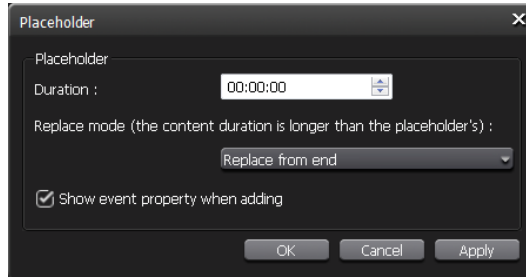 Placeholder
Placeholder
Duration :
00:00:00
Replace mode (the content duration is longer than the placeholder's) :
Replace from end
Show event property when adding
OK
Cancel
Apply